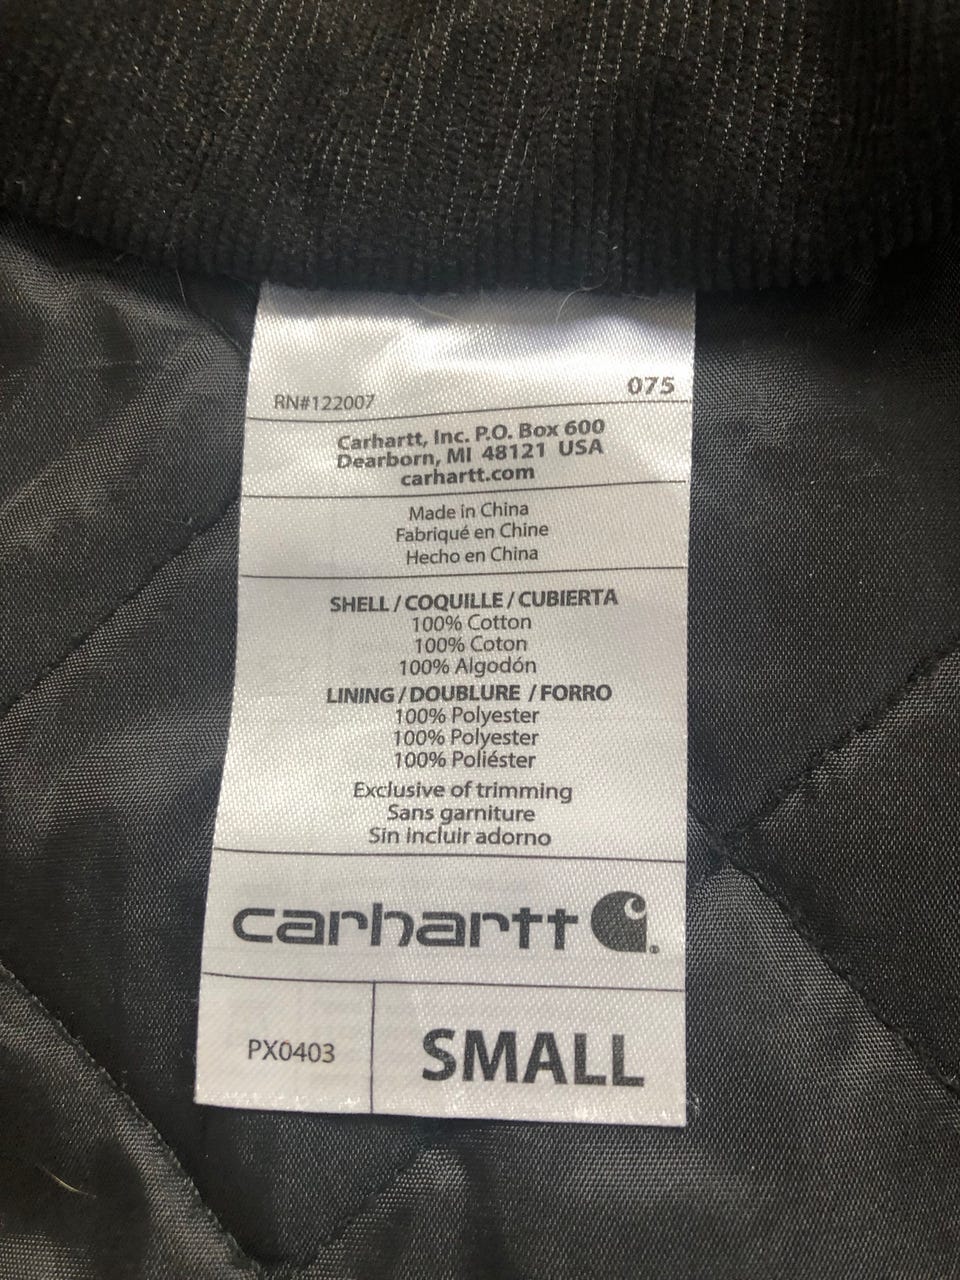 RN#122007 075
Carhartt, Inc. P.O. Box 600
Dearborn, MI 48121 USA
carhartt.com
Made in China
Fabriqué en Chine
Hecho en China
SHELL / COQUILLE / CUBIERTA
100% Cotton
100% Coton
100% Algodón
LINING / DOUBLURE / FORRO
100% Polyester
100% Polyester
100% Poliéster
Exclusive of trimming
Sans garniture
Sin incluir adorno
carhartt
PX0403 SMALL